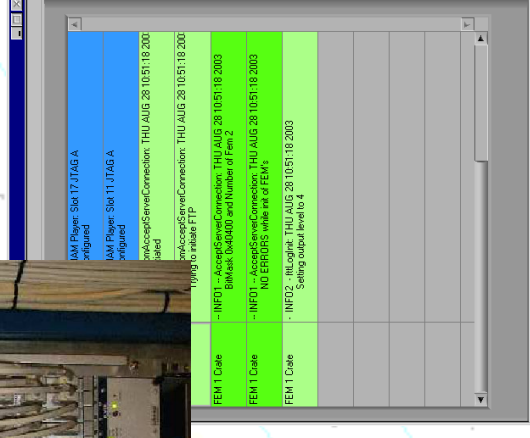 JAM Player: Slot 17 JTAG A
onfigured
JAM Player: Slot 11 JTAG A
onfigured
omAcceptServerConnection: THU AUG 28 10:51:18 200
tiated
omAcceptServerConnection: THU AUG 28 10:51:18 200
Trying to initiate FTP
FEM 1 Crate -- INFO1 -- AcceptServerConnection: THU AUG 28 10:51:18 2003
BitMask 0x40400 and Number of Fem 2
FEM 1 Crate -- INFO1 -- AcceptServerConnection: THU AUG 28 10:51:18 2003
NO ERRORS while init of FEM's
FEM 1 Crate - INFO2 - fttLogInit: THU AUG 28 10:51:18 2003
Setting output level to 4